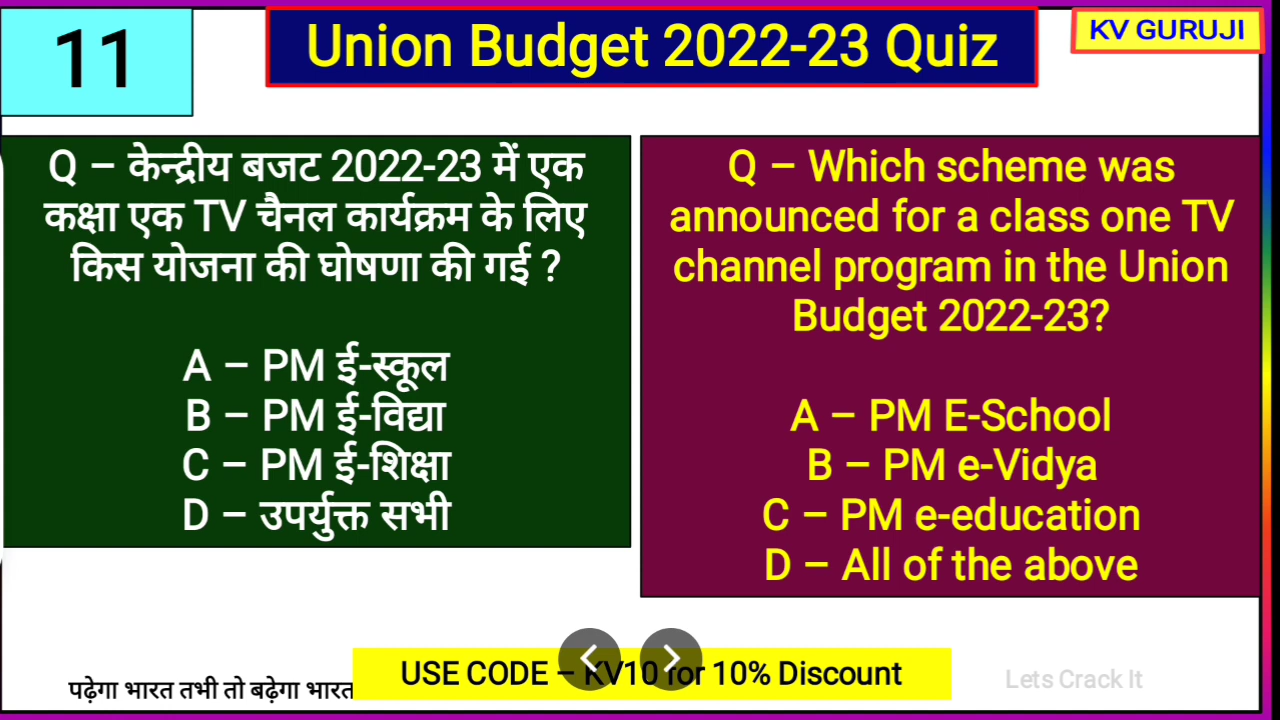 11
Union Budget 2022-23 Quiz
KV GURUJI
Q – केन्द्रीय बजट 2022-23 में एक
कक्षा एक TV चैनल कार्यक्रम के लिए
किस योजना की घोषणा की गई ?
A – PM ई-स्कूल
B – PM ई-विद्या
C – PM ई-शिक्षा
D – उपर्युक्त सभी
Q – Which scheme was
announced for a class one TV
channel program in the Union
Budget 2022-23?
A – PM E-School
B – PM e-Vidya
C – PM e-education
D – All of the above
पढ़ेगा भारत तभी तो बढ़ेगा भारत
USE CODE – KV10 for 10% Discount
Lets Crack It